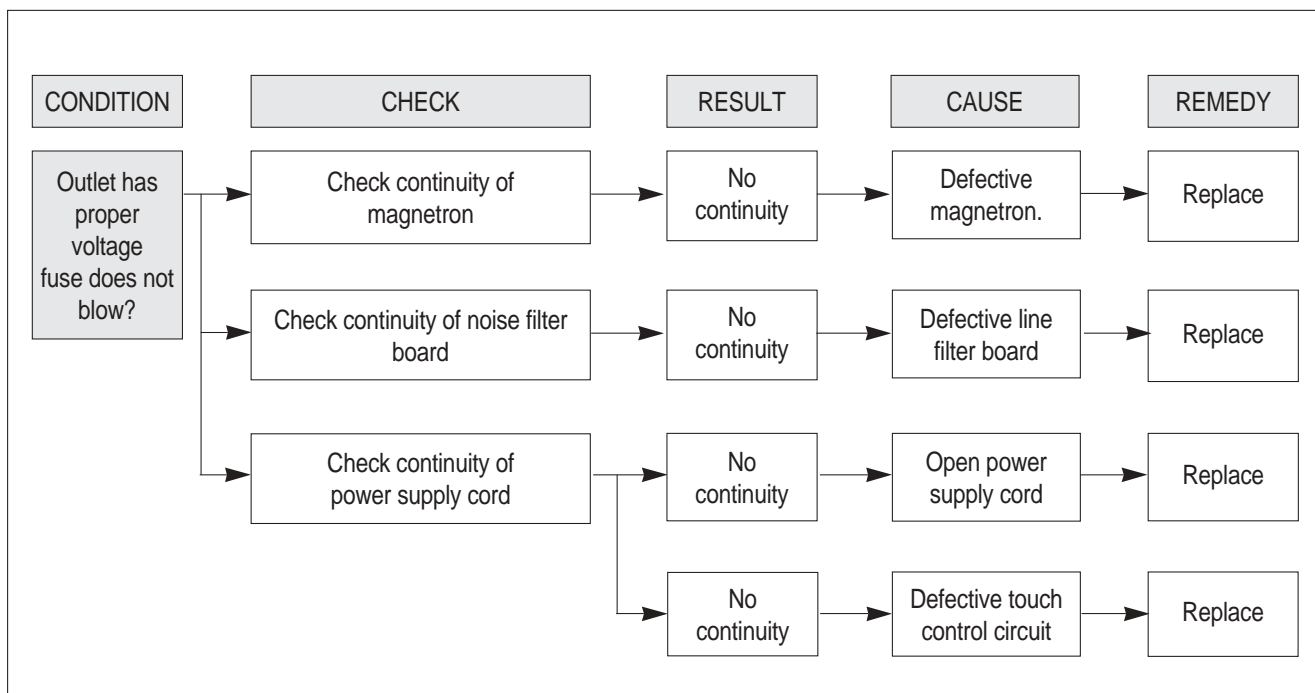 CONDITION
CHECK
RESULT
CAUSE
REMEDY
Outlet has
proper
voltage
fuse does not
blow?
Check continuity of
magnetron
No
continuity
Defective
magnetron.
Replace
Check continuity of noise filter
board
No
continuity
Defective line
filter board
Replace
Check continuity of
power supply cord
No
continuity
Open power
supply cord
Replace
No
continuity
Defective touch
control circuit
Replace